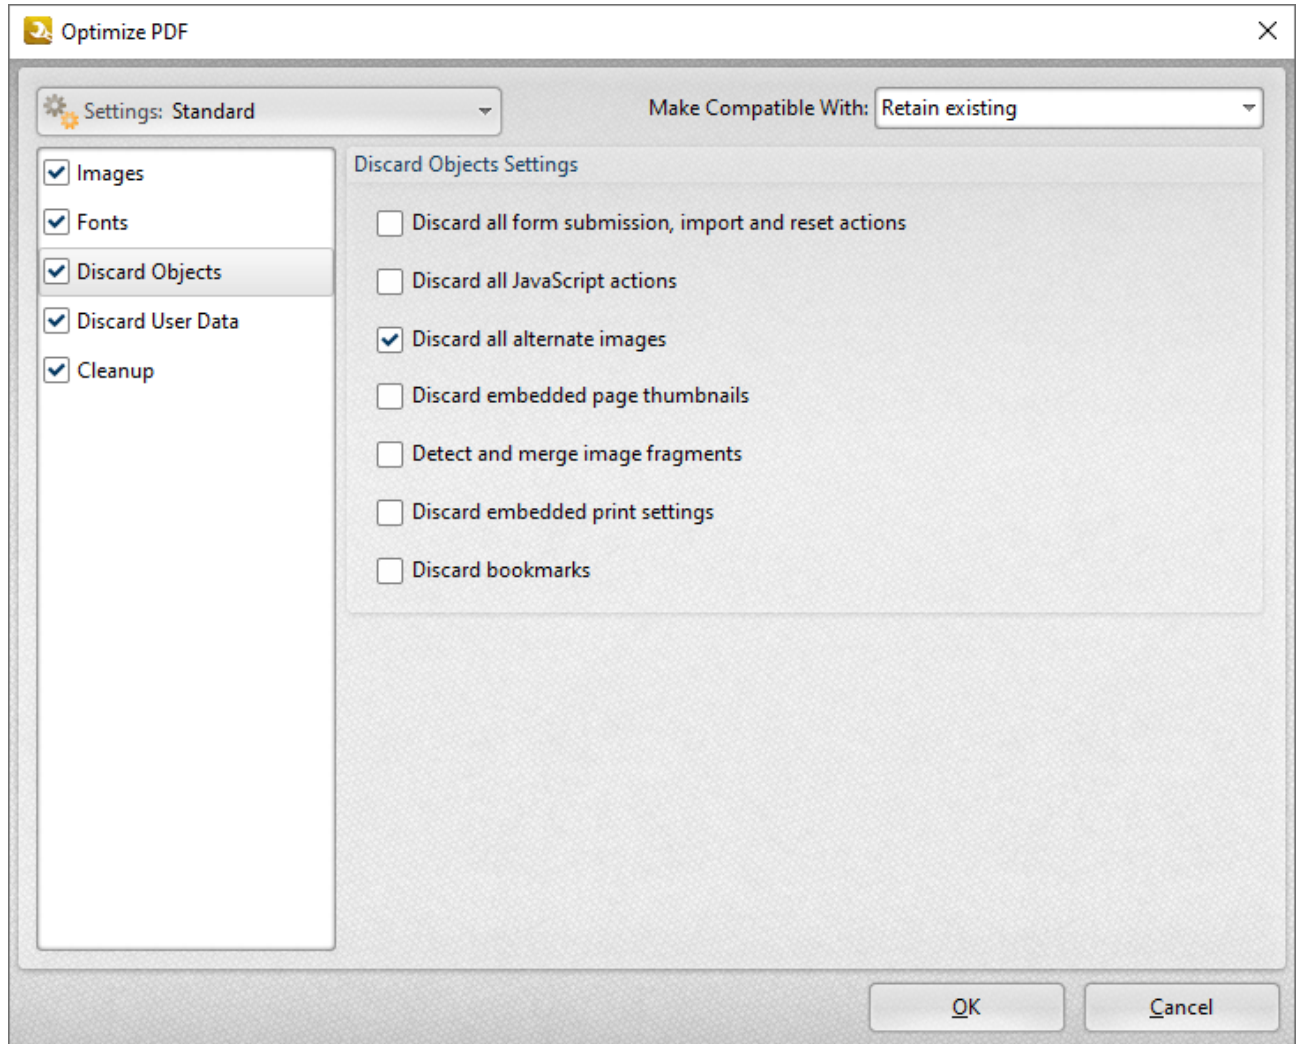 Optimize PDF
Settings: Standard
Make Compatible With: Retain existing
Images
Fonts
Discard Objects
Discard User Data
Cleanup
Discard Objects Settings
Discard all form submission, import and reset actions
Discard all JavaScript actions
Discard all alternate images
Discard embedded page thumbnails
Detect and merge image fragments
Discard embedded print settings
Discard bookmarks
OK
Cancel